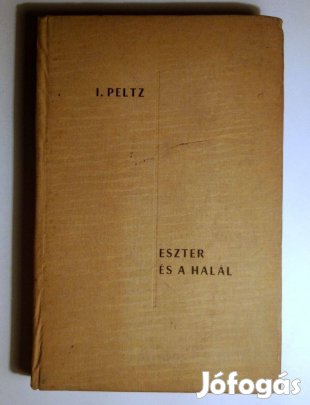 I. PELTZ
ESZTER
ÉS A HALÁL
Jófogás